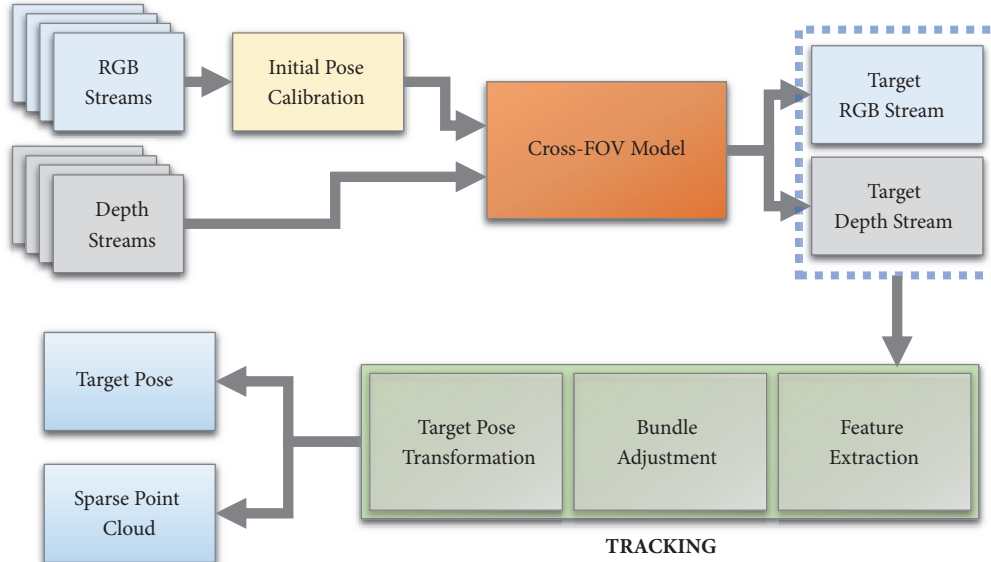 RGB
Streams
Initial Pose
Calibration
Cross-FOV Model
Target
RGB Stream
Depth
Streams
Target
Depth Stream
Target Pose
Target Pose
Transformation
Bundle
Adjustment
Feature
Extraction
Sparse Point
Cloud
TRACKING